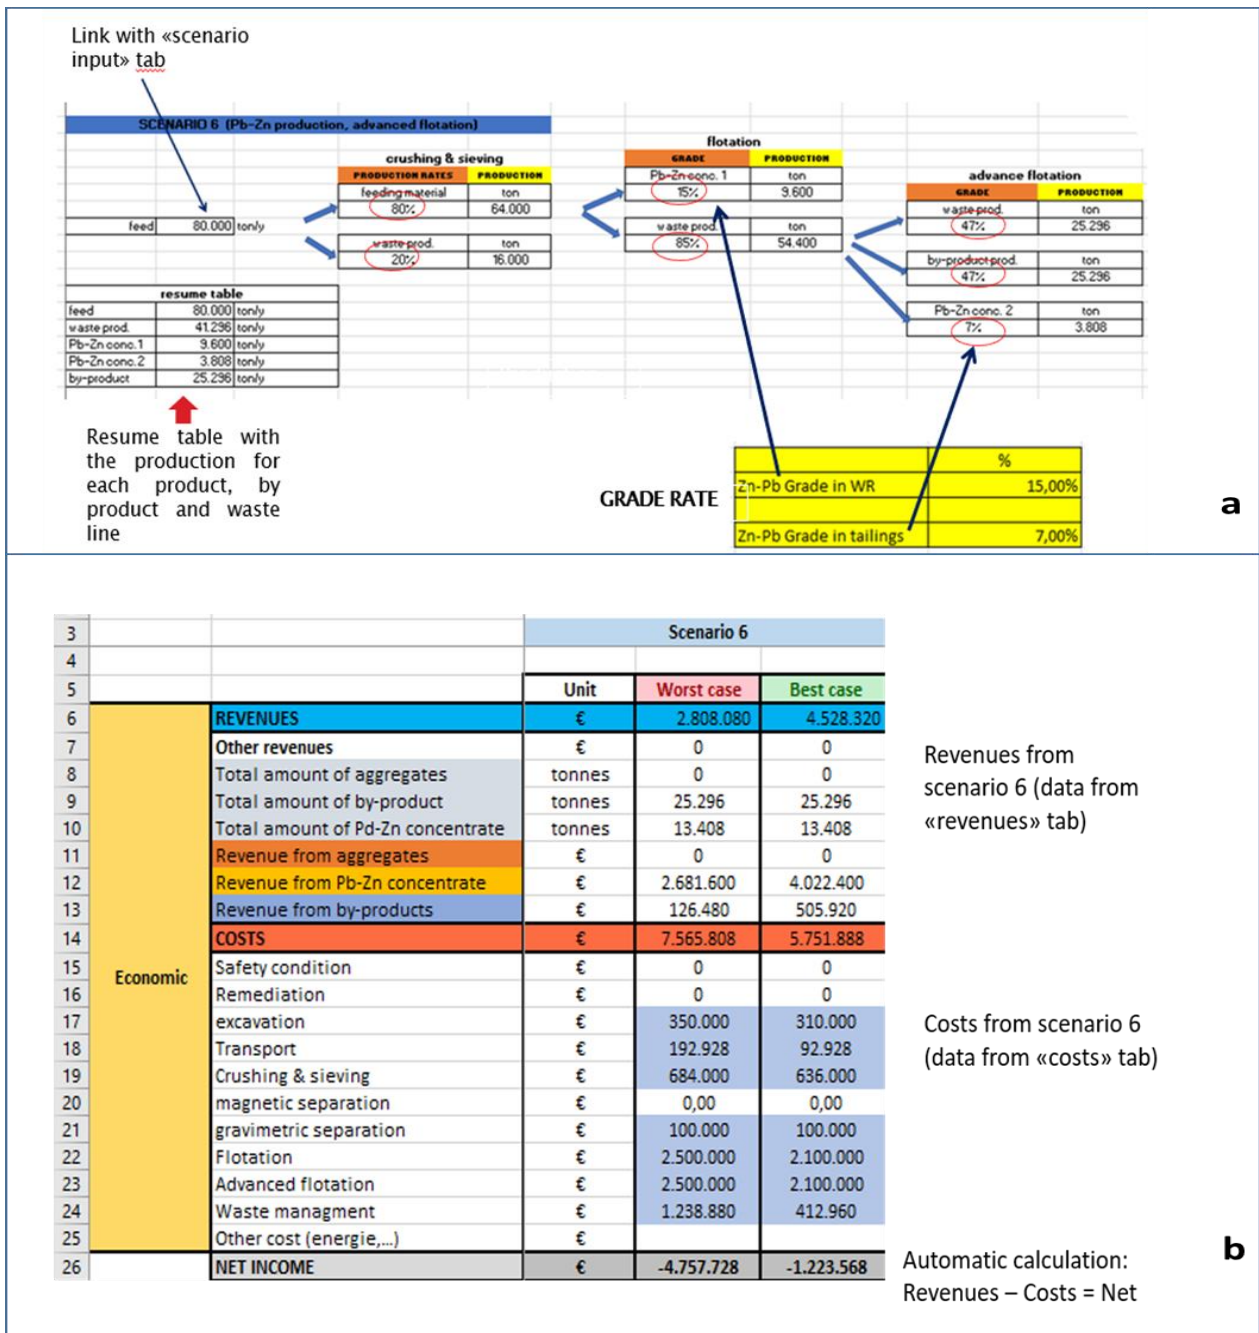 Link with «scenario
input» tab
SCENARIO 6 (Pb-Zn production, advanced flotation)
crushing & sieving
PRODUCTION RATES PRODUCTION
feeding material ton
80% 64.000
waste prod. ton
20% 16.000
feed 80.000 ton/y
flotation
GRADE PRODUCTION
Pb-Zn conc. 1 ton
15% 9.600
waste prod. ton
85% 54.400
advance flotation
GRADE PRODUCTION
waste prod. ton
47% 25.296
by-product prod. ton
47% 25.296
Pb-Zn conc. 2 ton
7% 3.808
resume table
feed 80.000 ton/y
waste prod. 41.296 ton/y
Pb-Zn conc.1 9.600 ton/y
Pb-Zn conc.2 3.808 ton/y
by-product 25.296 ton/y
Resume table with
the production for
each product, by
product and waste
line
GRADE RATE
%
Zn-Pb Grade in WR 15,00%
Zn-Pb Grade in tailings 7,00%
a
3 Scenario 6
4
5 Unit Worst case Best case
6 REVENUES € 2.808.080 4.528.320
7 Other revenues € 0 0
8 Total amount of aggregates tonnes 0 0
9 Total amount of by-product tonnes 25.296 25.296
10 Total amount of Pd-Zn concentrate tonnes 13.408 13.408
11 Revenue from aggregates € 0 0
12 Revenue from Pb-Zn concentrate € 2.681.600 4.022.400
13 Revenue from by-products € 126.480 505.920
14 COSTS € 7.565.808 5.751.888
Economic
15 Safety condition € 0 0
16 Remediation € 0 0
17 excavation € 350.000 310.000
18 Transport € 192.928 92.928
19 Crushing & sieving € 684.000 636.000
20 magnetic separation € 0,00 0,00
21 gravimetric separation € 100.000 100.000
22 Flotation € 2.500.000 2.100.000
23 Advanced flotation € 2.500.000 2.100.000
24 Waste managment € 1.238.880 412.960
25 Other cost (energie,...) €
26 NET INCOME € -4.757.728 -1.223.568
Revenues from
scenario 6 (data from
«revenues» tab)
Costs from scenario 6
(data from «costs» tab)
Automatic calculation:
Revenues – Costs = Net
b